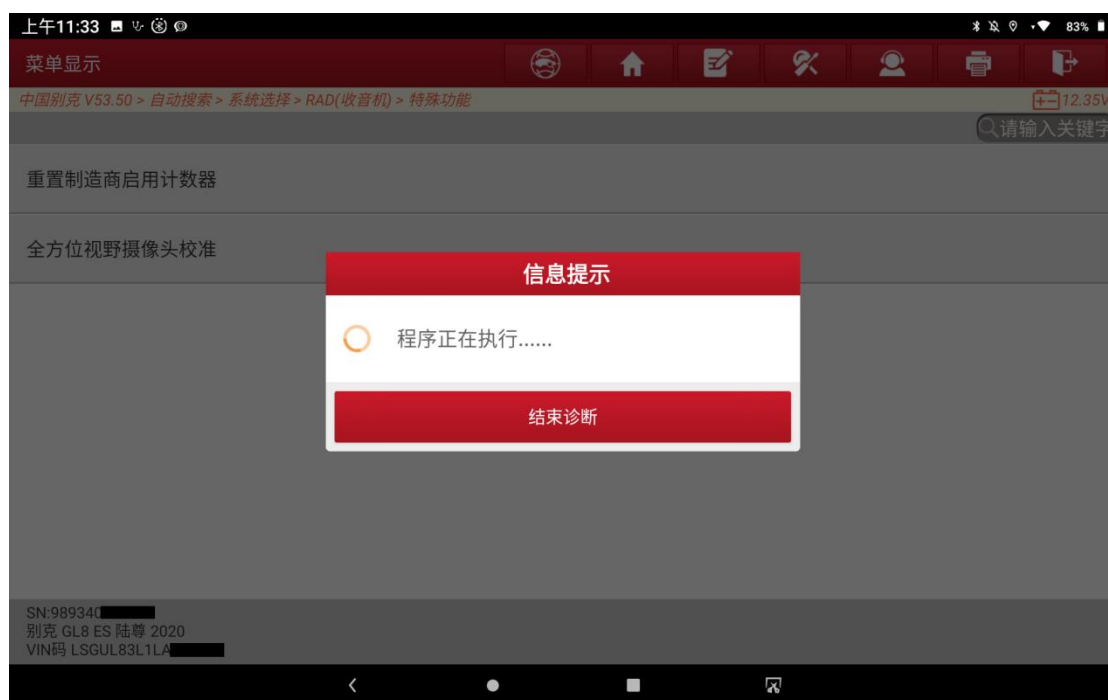 上午11:33
83%
菜单显示
中国别克 V53.50 > 自动搜索 > 系统选择 > RAD(收音机) > 特殊功能
12.35V
请输入关键字
重置制造商启用计数器
全方位视野摄像头校准
信息提示
程序正在执行......
结束诊断
SN:989340
别克 GL8 ES 陆尊 2020
VIN码 LSGUL83L1LA